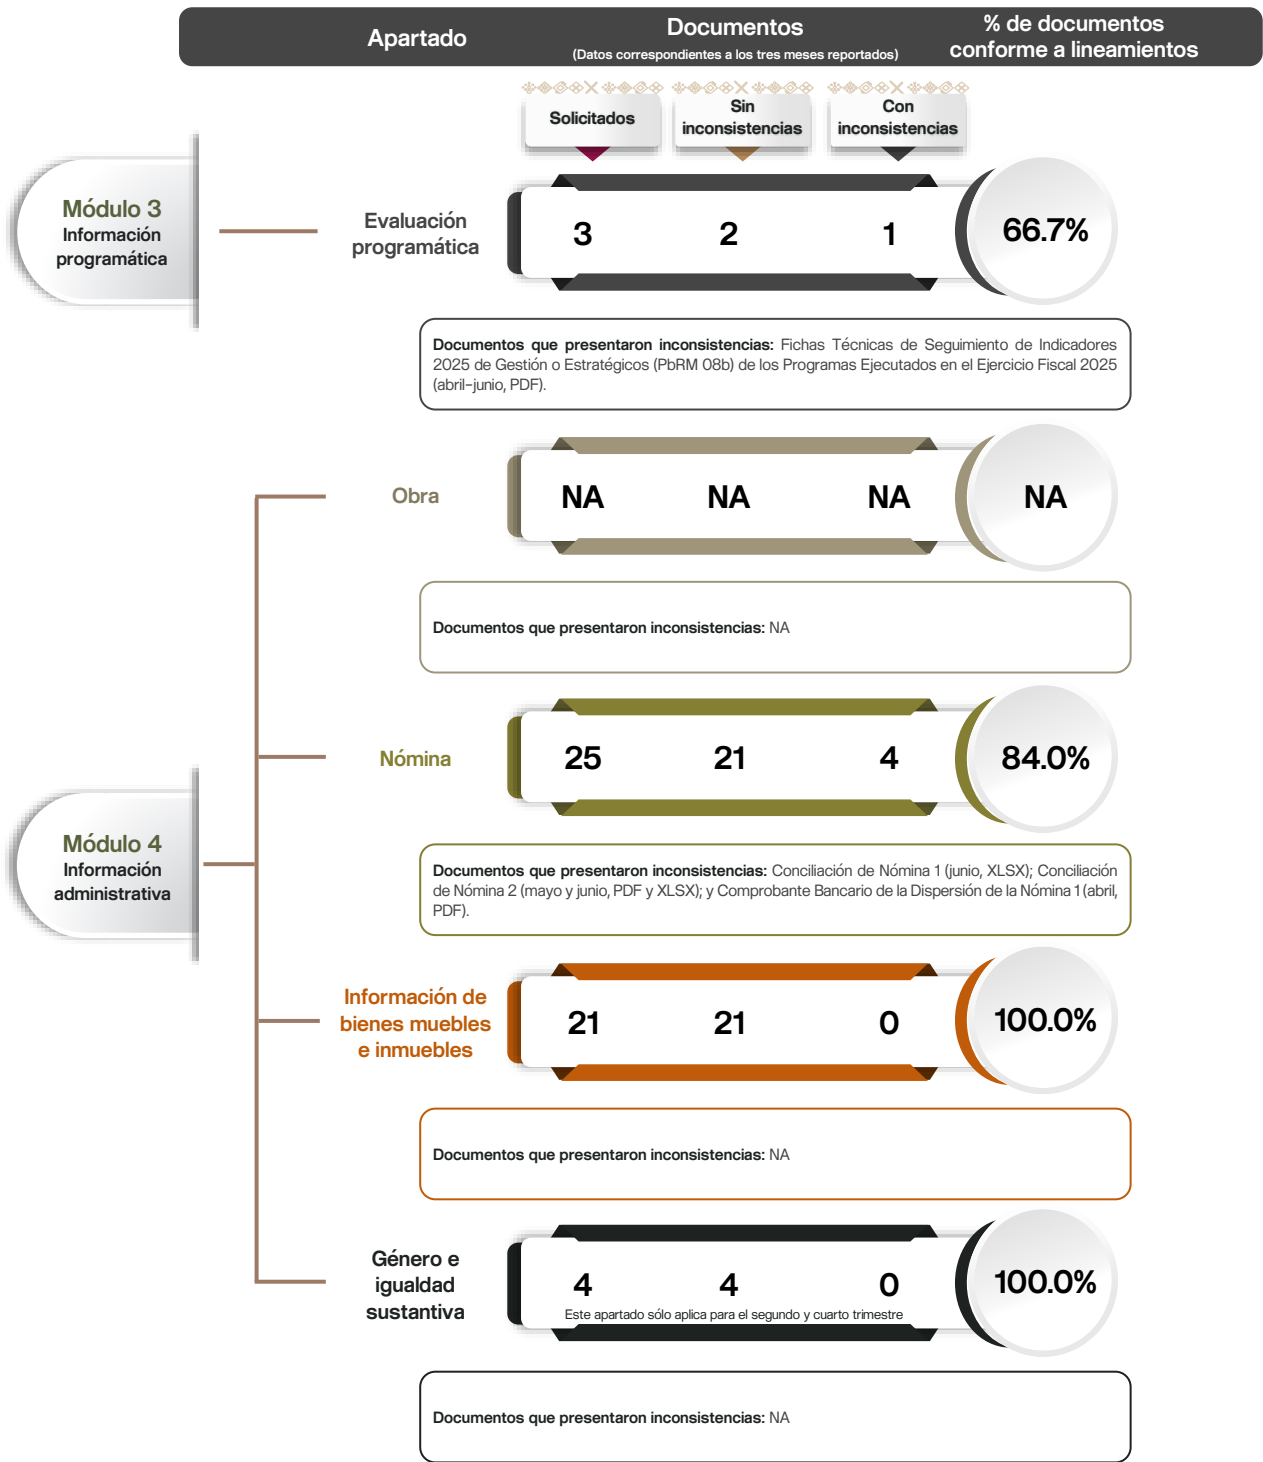 Apartado
Documentos
(Datos correspondientes a los tres meses reportados)
% de documentos
conforme a lineamientos
Solicitados
Sin
inconsistencias
Con
inconsistencias
Módulo 3
Información
programática
Evaluación
programática
3
2
1
66.7%
Documentos que presentaron inconsistencias: Fichas Técnicas de Seguimiento de Indicadores
2025 de Gestión o Estratégicos (PbRM 08b) de los Programas Ejecutados en el Ejercicio Fiscal 2025
(abril-junio, PDF).
Obra
NA
NA
NA
NA
Documentos que presentaron inconsistencias: NA
Nómina
25
21
4
84.0%
Módulo 4
Información
administrativa
Documentos que presentaron inconsistencias: Conciliación de Nómina 1 (junio, XLSX); Conciliación
de Nómina 2 (mayo y junio, PDF y XLSX); y Comprobante Bancario de la Dispersión de la Nómina 1 (abril,
PDF).
Información de
bienes muebles
e inmuebles
21
21
0
100.0%
Documentos que presentaron inconsistencias: NA
Género e
igualdad
sustantiva
4
4
0
100.0%
Este apartado sólo aplica para el segundo y cuarto trimestre
Documentos que presentaron inconsistencias: NA